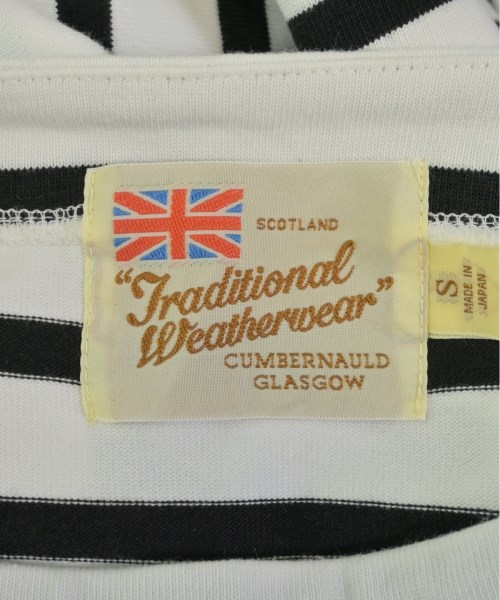 SCOTLAND
"Traditional
Weatherwear"
CUMBERNAULD
GLASGOW
S
MADE IN
JAPAN